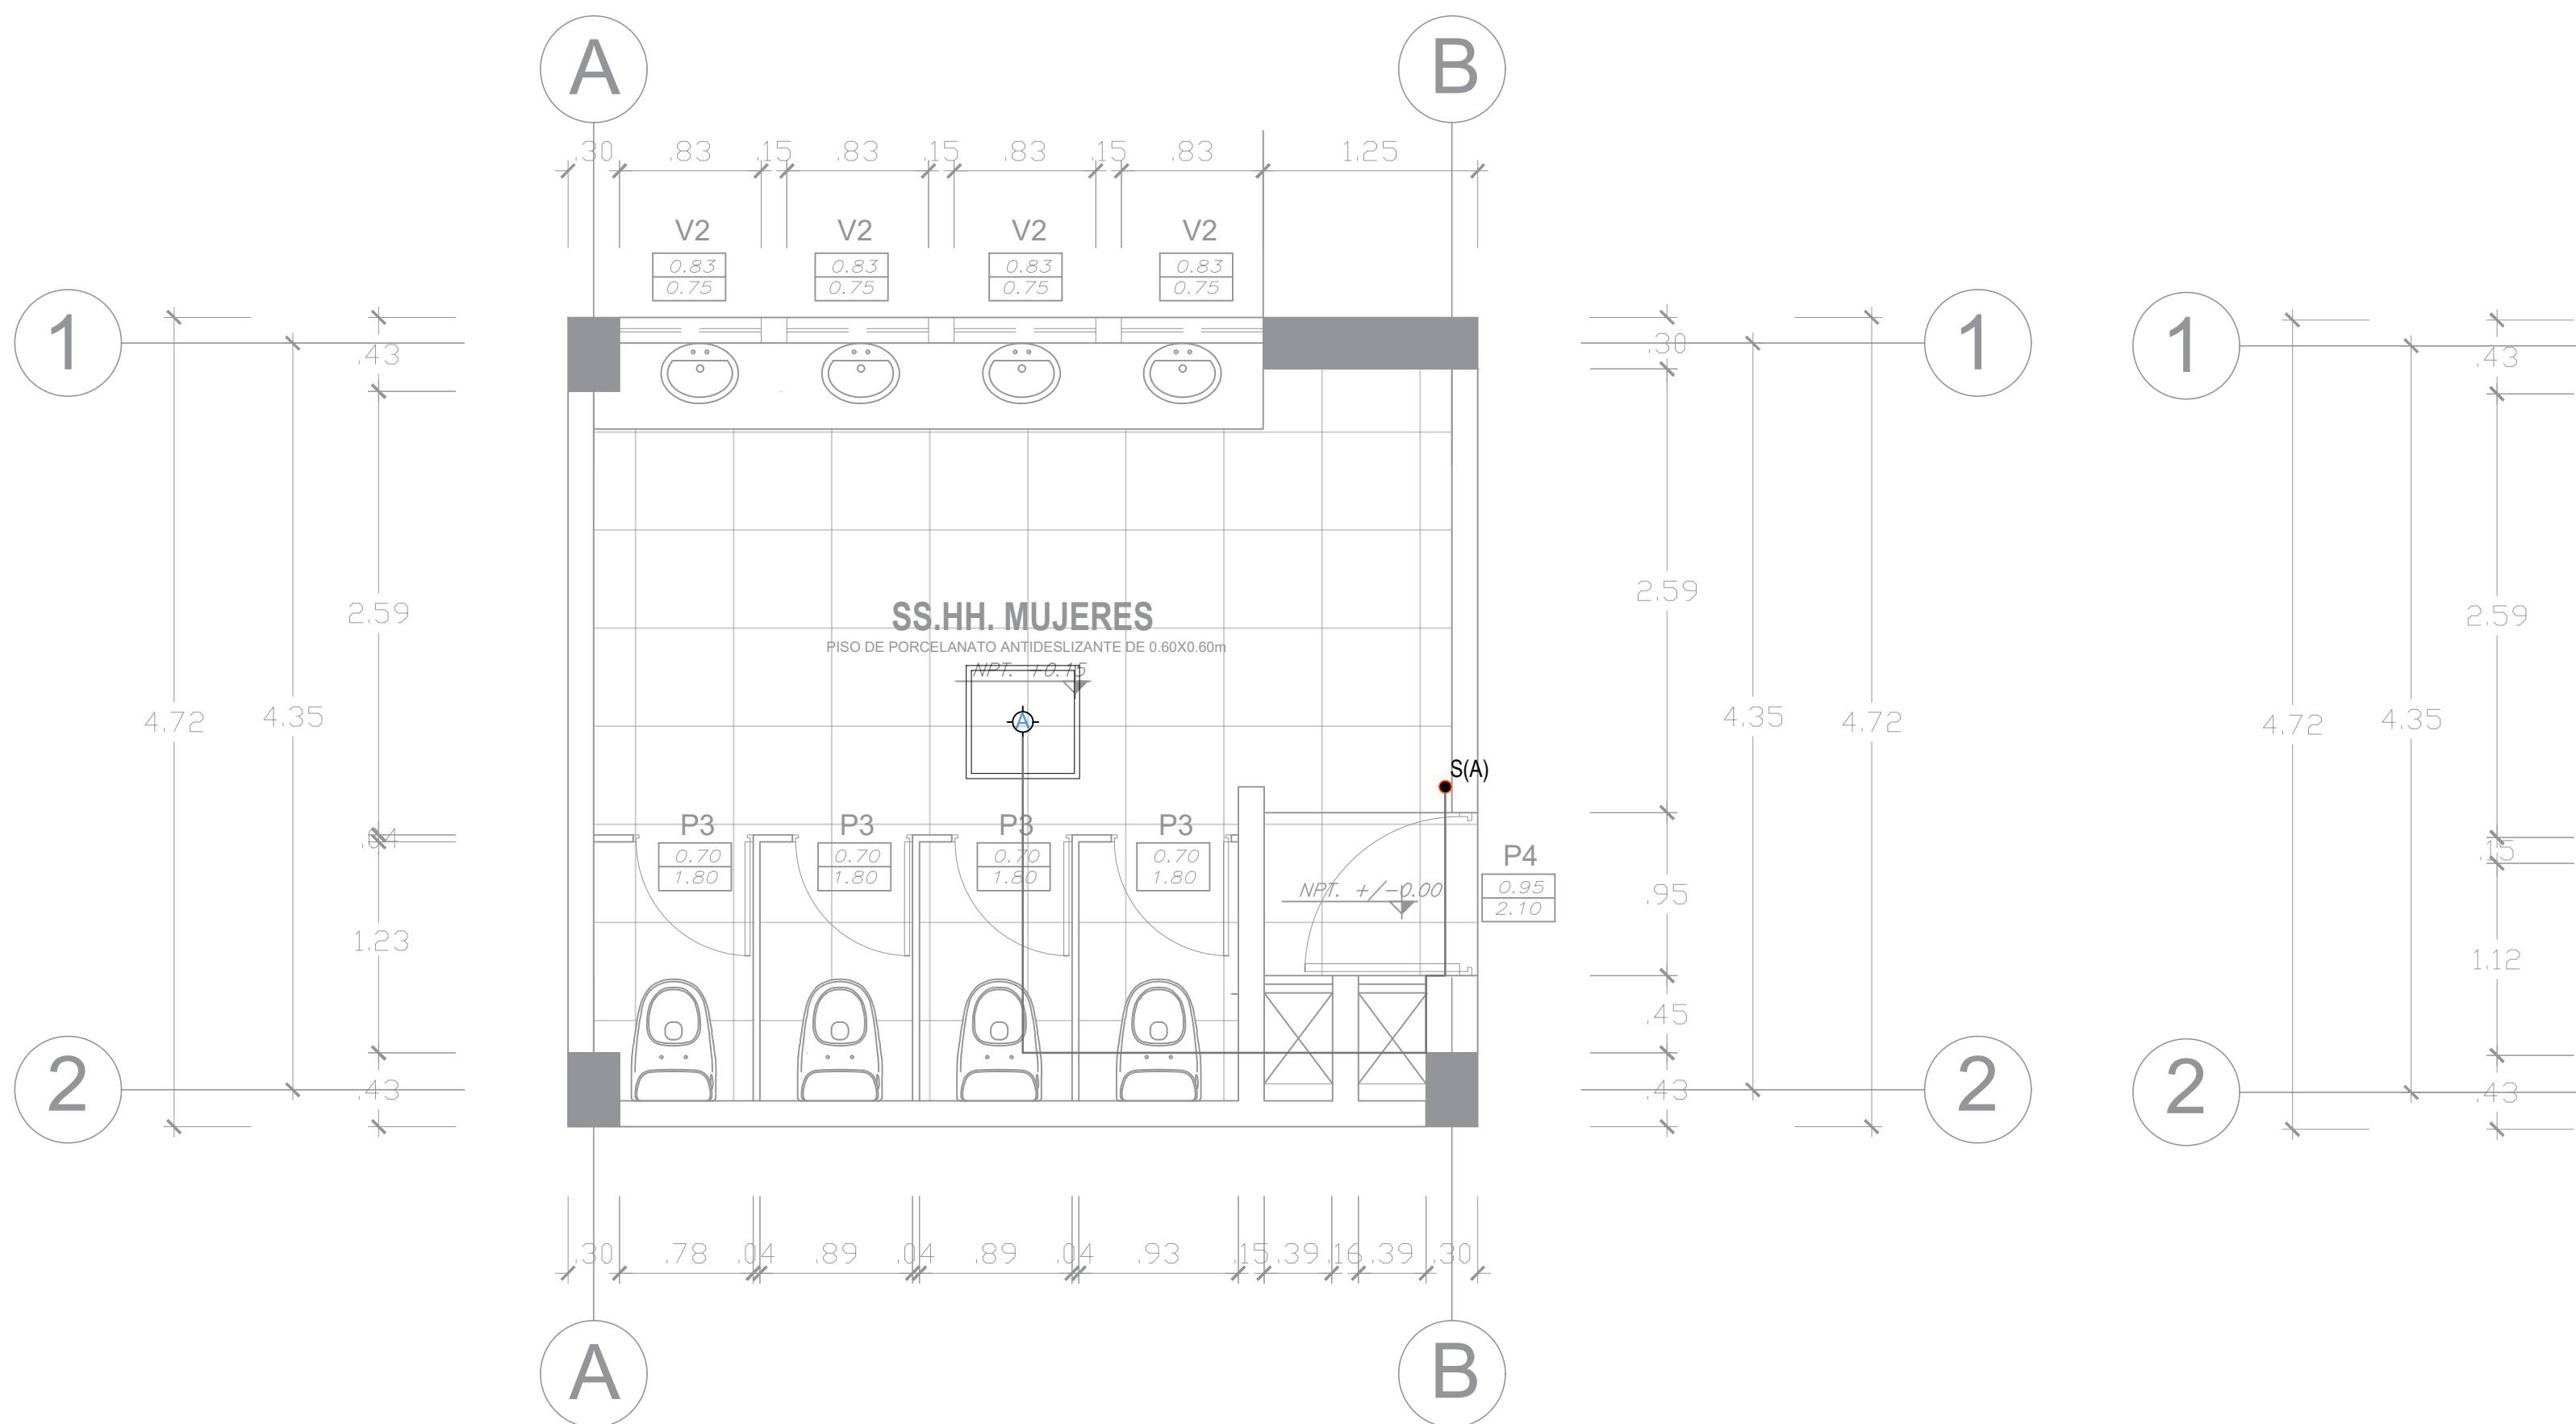 A B
.30 .83 .15 .83 .15 .83 .15 .83 1.25
V2 V2 V2 V2
0.83 0.83 0.83 0.83
0.75 0.75 0.75 0.75
1 1 1
.43 .30 .43
2.59 2.59 2.59
SS.HH. MUJERES
PISO DE PORCELANATO ANTIDESLIZANTE DE 0.60X0.60m
NPT. +0.15
4.72 4.35 A 4.35 4.72 4.72 4.35
S(A)
P3 P3 P3 P3
.04 .15
0.70 0.70 0.70 0.70
1.80 1.80 1.80 1.80
P4
NPT. +/-0.00 0.95 .95
2.10
1.23 1.12
.45
2 2 2
.43 .43 .43
.30 .78 .04 .89 .04 .89 .04 .93 .15 .39 .16 .39 .30
A B